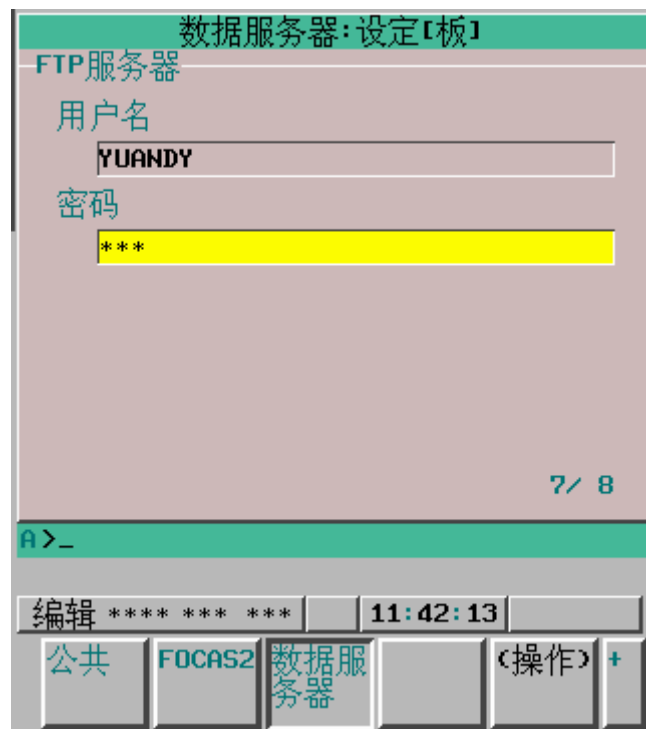 数据服务器:设定[板]
FTP服务器
用户名
YUANDY
密码
***
7/ 8
A>_
编辑 **** *** *** 11:42:13
公共 FOCAS2 数据服务器 (操作) +